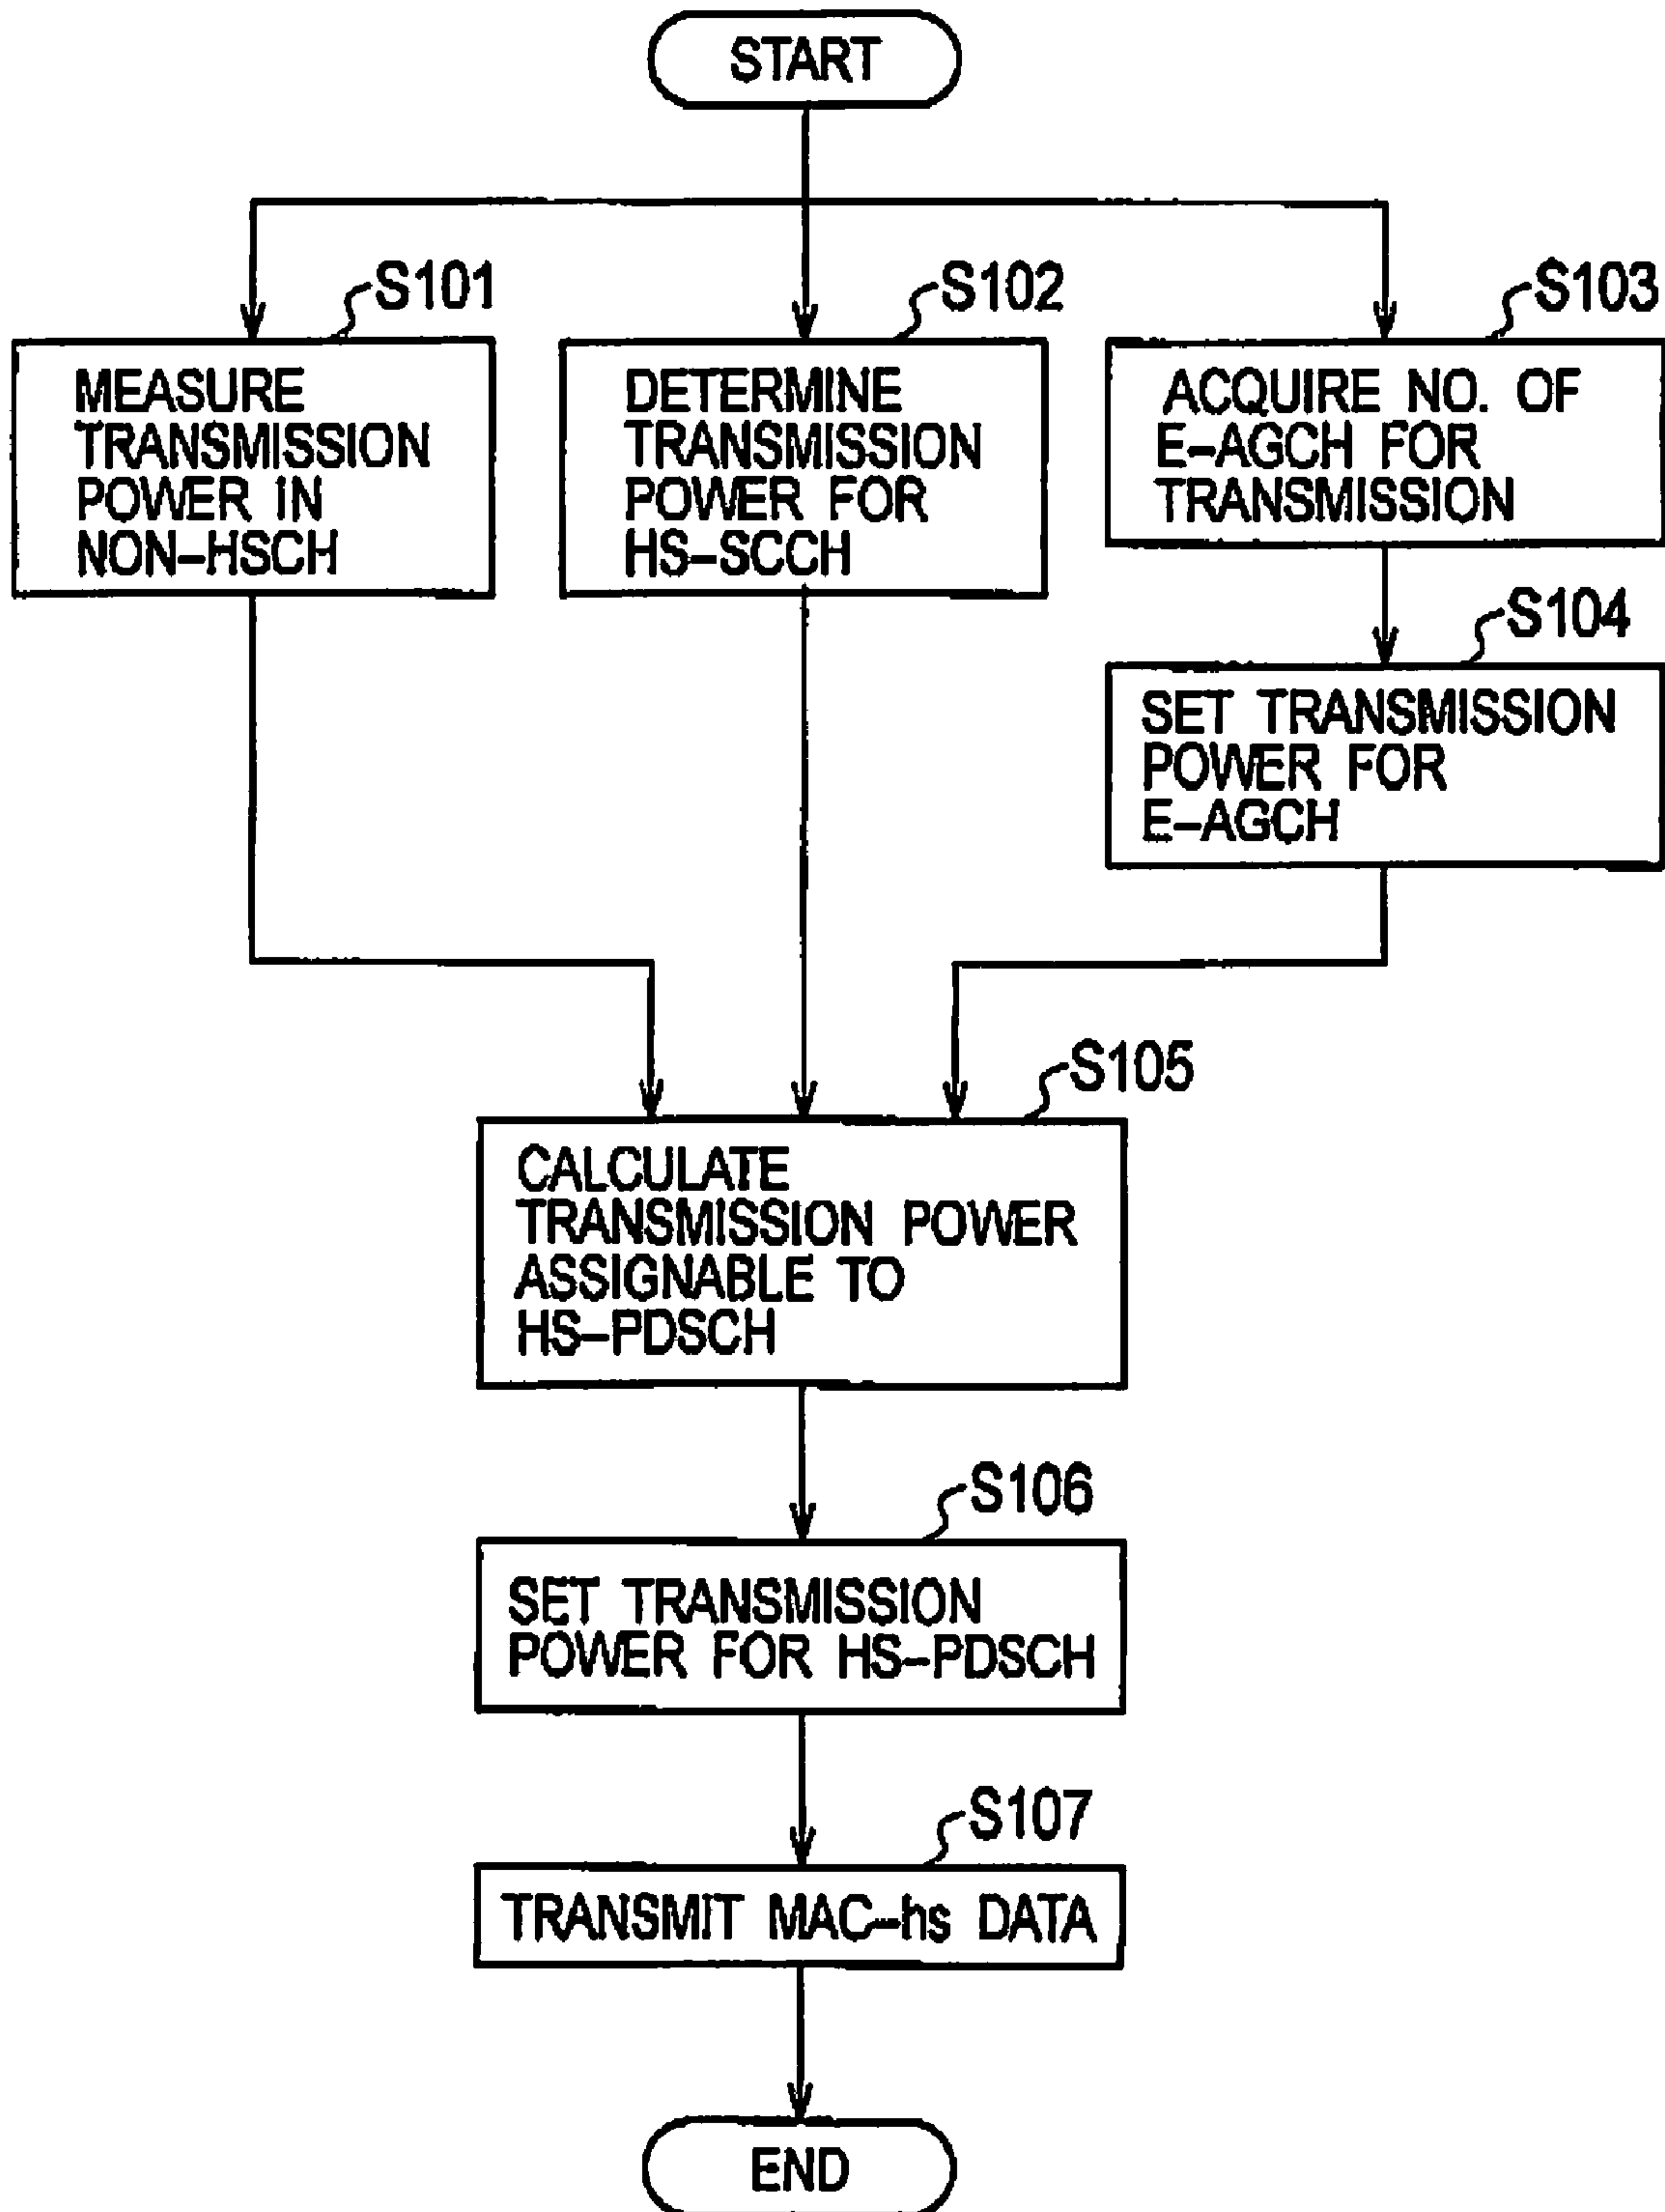 START
S101
MEASURE
TRANSMISSION
POWER IN
NON-HSCH
S102
DETERMINE
TRANSMISSION
POWER FOR
HS-SCCH
S103
ACQUIRE NO. OF
E-AGCH FOR
TRANSMISSION
S104
SET TRANSMISSION
POWER FOR
E-AGCH
S105
CALCULATE
TRANSMISSION POWER
ASSIGNABLE TO
HS-PDSCH
S106
SET TRANSMISSION
POWER FOR HS-PDSCH
S107
TRANSMIT MAC-hs DATA
END